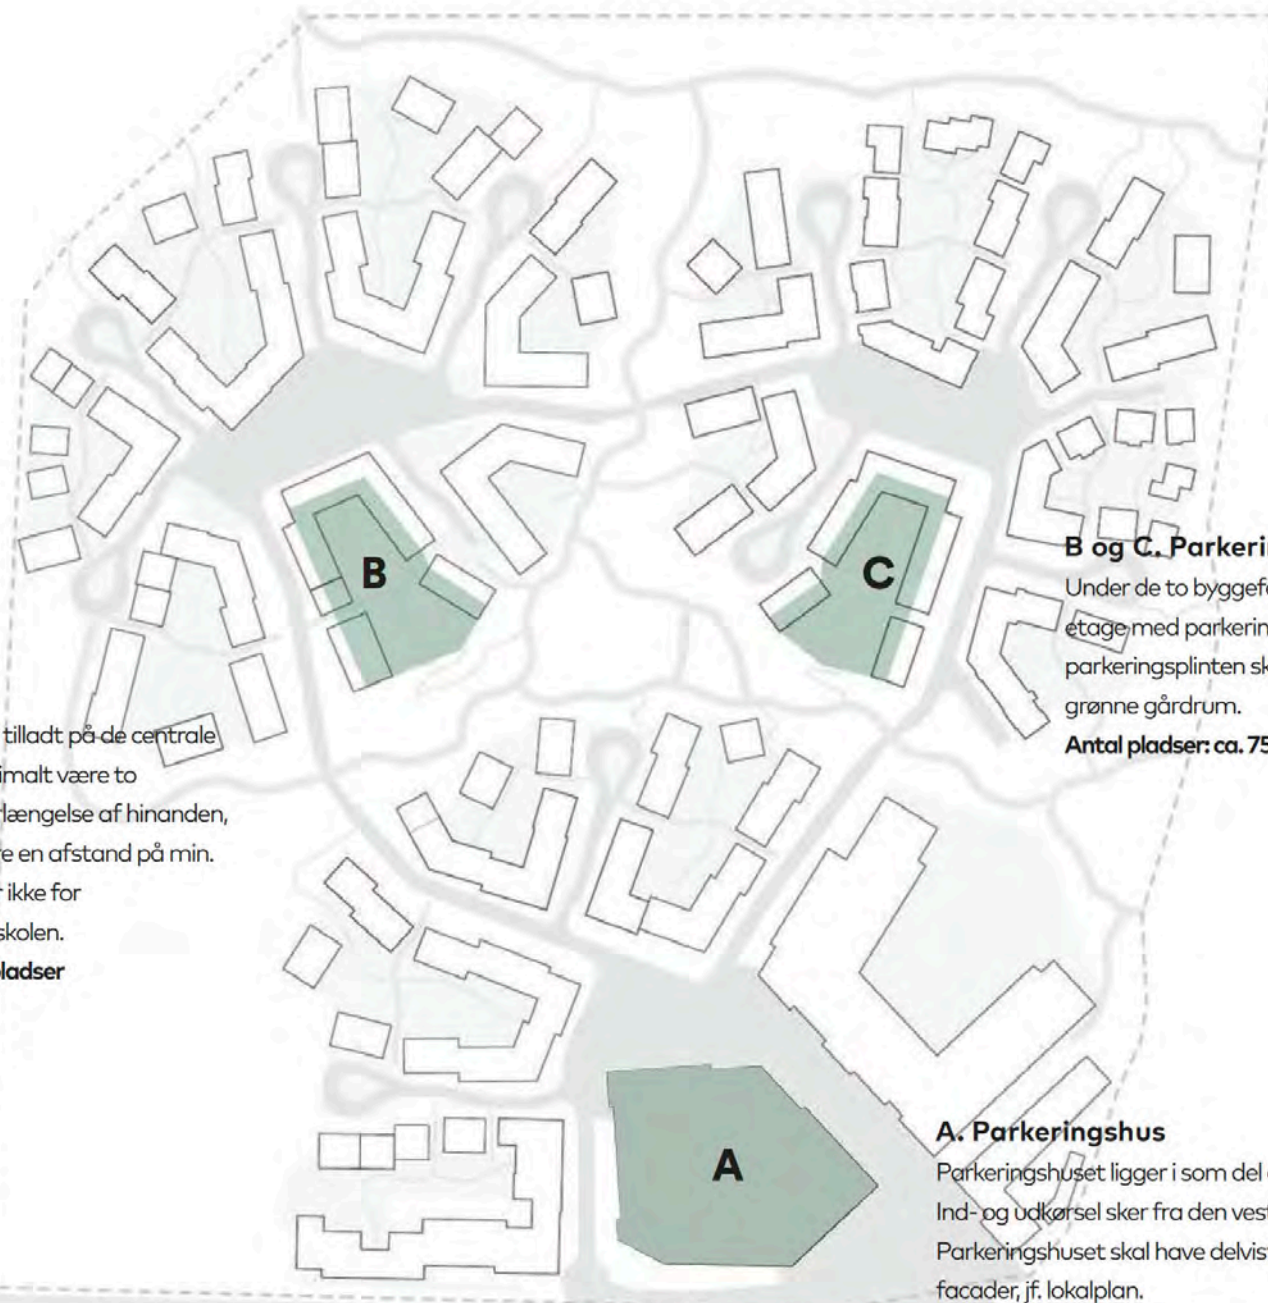 B
C
B og C. Parkeri
Under de to byggef
etage med parkerin
parkeringsplinten sk
grønne gårdrum.
Antal pladser: ca. 75
tilladt på de centrale
imalt være to
rlængelse af hinanden,
re en afstand på min.
r ikke for
skolen.
pladser
A
A. Parkeringshus
Parkeringshuset ligger i som del
Ind- og udkørsel sker fra den vest
Parkeringshuset skal have delvis
facader, jf. lokalplan.